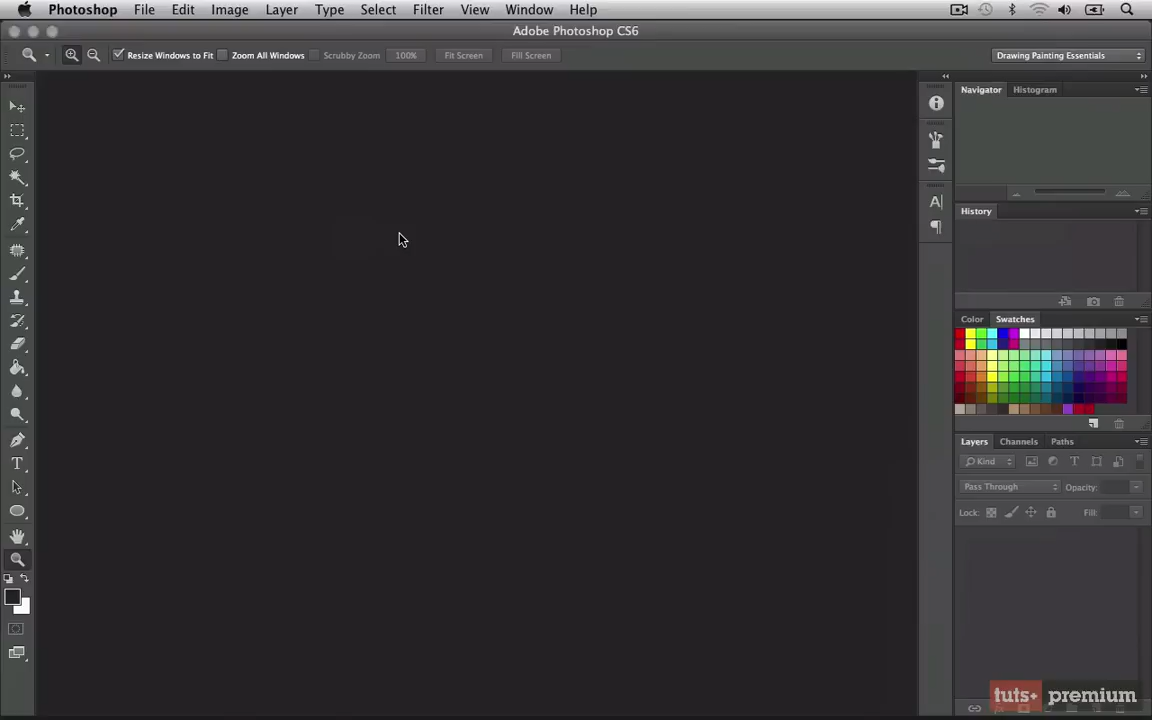 Photoshop File Edit Image Layer Type Select Filter View Window Help
Adobe Photoshop CS6
Resize Windows to Fit Zoom All Windows Scrubby Zoom 100% Fit Screen Fill Screen Drawing Painting Essentials
Navigator Histogram
History
Color Swatches
Layers Channels Paths
Kind
Pass Through Opacity:
Lock: Fill:
tuts+ premium